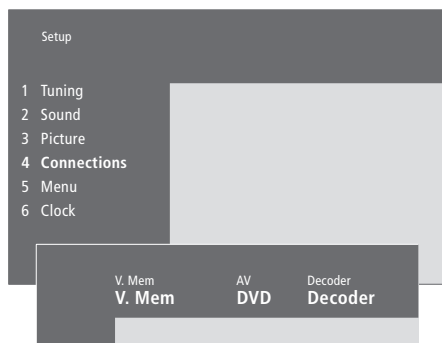 Setup
1 Tuning
2 Sound
3 Picture
4 Connections
5 Menu
6 Clock
V. Mem AV Decoder
V. Mem DVD Decoder